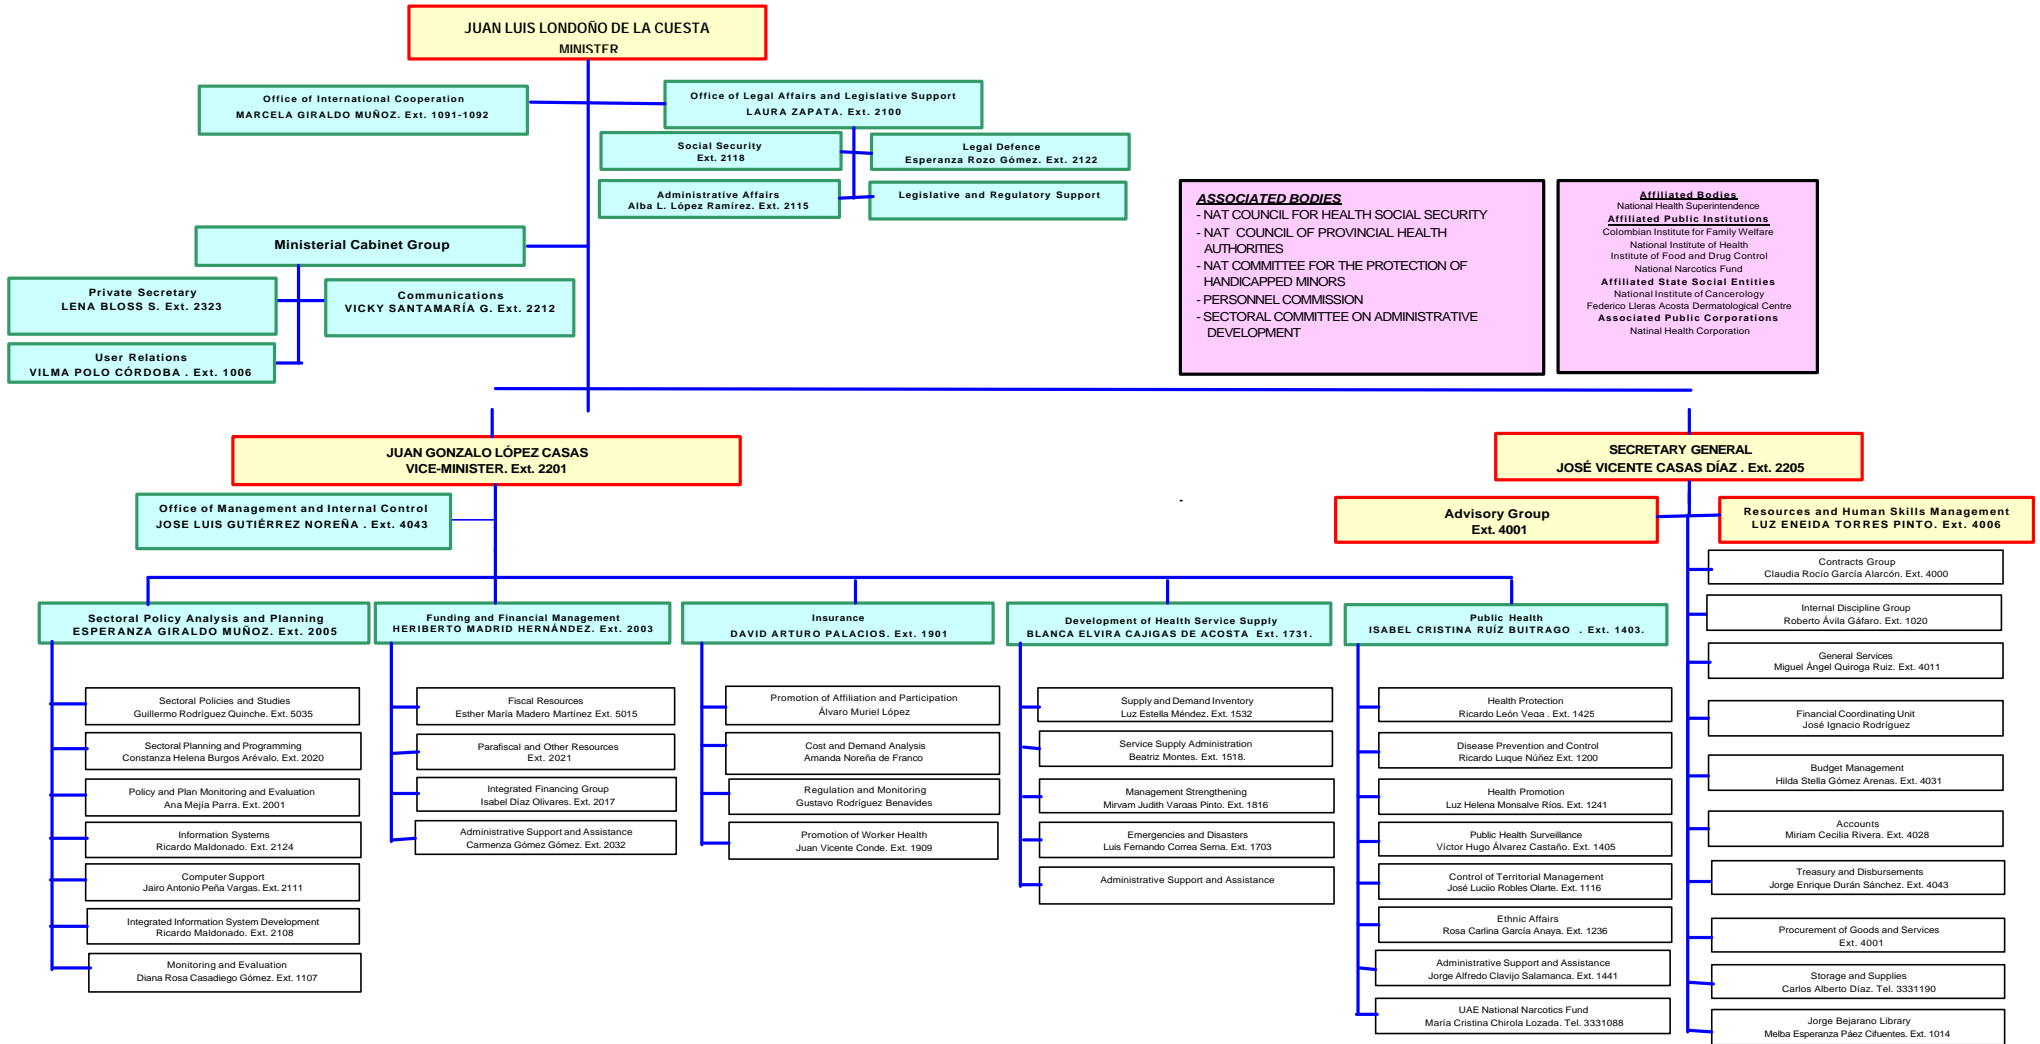 JUAN LUIS LONDOÑO DE LA CUESTA
MINISTER
Office of International Cooperation
MARCELA GIRALDO MUÑOZ. Ext. 1091-1092
Office of Legal Affairs and Legislative Support
LAURA ZAPATA. Ext. 2100
Social Security
Ext. 2118
Legal Defence
Esperanza Rozo Gómez. Ext. 2122
Administrative Affairs
Alba L. López Ramírez. Ext. 2115
Legislative and Regulatory Support
Ministerial Cabinet Group
Private Secretary
LENA BLOSS S. Ext. 2323
Communications
VICKY SANTAMARÍA G. Ext. 2212
User Relations
VILMA POLO CÓRDOBA . Ext. 1006
ASSOCIATED BODIES
- NAT COUNCIL FOR HEALTH SOCIAL SECURITY
- NAT COUNCIL OF PROVINCIAL HEALTH
AUTHORITIES
- NAT COMMITTEE FOR THE PROTECTION OF
HANDICAPPED MINORS
- PERSONNEL COMMISSION
- SECTORAL COMMITTEE ON ADMINISTRATIVE
DEVELOPMENT
Affiliated Bodies
National Health Superintendence
Affiliated Public Institutions
Colombian Institute for Family Welfare
National Institute of Health
Institute of Food and Drug Control
National Narcotics Fund
Affiliated State Social Entities
National Institute of Cancerology
Federico Lleras Acosta Dermatological Centre
Associated Public Corporations
Natinal Health Corporation
JUAN GONZALO LÓPEZ CASAS
VICE-MINISTER. Ext. 2201
SECRETARY GENERAL
JOSÉ VICENTE CASAS DÍAZ . Ext. 2205
Office of Management and Internal Control
JOSE LUIS GUTIÉRREZ NOREÑA . Ext. 4043
-
Advisory Group
Ext. 4001
Resources and Human Skills Management
LUZ ENEIDA TORRES PINTO. Ext. 4006
Sectoral Policy Analysis and Planning
ESPERANZA GIRALDO MUÑOZ. Ext. 2005
Sectoral Policies and Studies
Guillermo Rodríguez Quinche. Ext. 5035
Sectoral Planning and Programming
Constanza Helena Burgos Arévalo. Ext. 2020
Policy and Plan Monitoring and Evaluation
Ana Mejía Parra. Ext. 2001
Information Systems
Ricardo Maldonado. Ext. 2124
Computer Support
Jairo Antonio Peña Vargas. Ext. 2111
Integrated Information System Development
Ricardo Maldonado. Ext. 2108
Monitoring and Evaluation
Diana Rosa Casadiego Gómez. Ext. 1107
Funding and Financial Management
HERIBERTO MADRID HERNÁNDEZ. Ext. 2003
Fiscal Resources
Esther María Madero Martínez Ext. 5015
Parafiscal and Other Resources
Ext. 2021
Integrated Financing Group
Isabel Díaz Olivares. Ext. 2017
Administrative Support and Assistance
Carmenza Gómez Gómez. Ext. 2032
Insurance
DAVID ARTURO PALACIOS. Ext. 1901
Promotion of Affiliation and Participation
Álvaro Muriel López
Cost and Demand Analysis
Amanda Noreña de Franco
Regulation and Monitoring
Gustavo Rodríguez Benavides
Promotion of Worker Health
Juan Vicente Conde. Ext. 1909
Development of Health Service Supply
BLANCA ELVIRA CAJIGAS DE ACOSTA Ext. 1731.
Supply and Demand Inventory
Luz Estella Méndez. Ext. 1532
Service Supply Administration
Beatriz Montes. Ext. 1518.
Management Strengthening
Miryam Judith Vargas Pinto. Ext. 1816
Emergencies and Disasters
Luis Fernando Correa Serna. Ext. 1703
Administrative Support and Assistance
Public Health
ISABEL CRISTINA RUÍZ BUITRAGO . Ext. 1403.
Health Protection
Ricardo León Vega . Ext. 1425
Disease Prevention and Control
Ricardo Luque Núñez Ext. 1200
Health Promotion
Luz Helena Monsalve Ríos. Ext. 1241
Public Health Surveillance
Víctor Hugo Álvarez Castaño. Ext. 1405
Control of Territorial Management
José Luciio Robles Olarte. Ext. 1116
Ethnic Affairs
Rosa Carlina García Anaya. Ext. 1236
Administrative Support and Assistance
Jorge Alfredo Clavijo Salamanca. Ext. 1441
UAE National Narcotics Fund
María Cristina Chirola Lozada. Tel. 3331088
Contracts Group
Claudia Rocío García Alarcón. Ext. 4000
Internal Discipline Group
Roberto Ávila Gáfaro. Ext. 1020
General Services
Miguel Ángel Quiroga Ruiz. Ext. 4011
Financial Coordinating Unit
José Ignacio Rodríguez
Budget Management
Hilda Stella Gómez Arenas. Ext. 4031
Accounts
Miriam Cecilia Rivera. Ext. 4028
Treasury and Disbursements
Jorge Enrique Durán Sánchez. Ext. 4043
Procurement of Goods and Services
Ext. 4001
Storage and Supplies
Carlos Alberto Díaz. Tel. 3331190
Jorge Bejarano Library
Melba Esperanza Páez Cifuentes. Ext. 1014